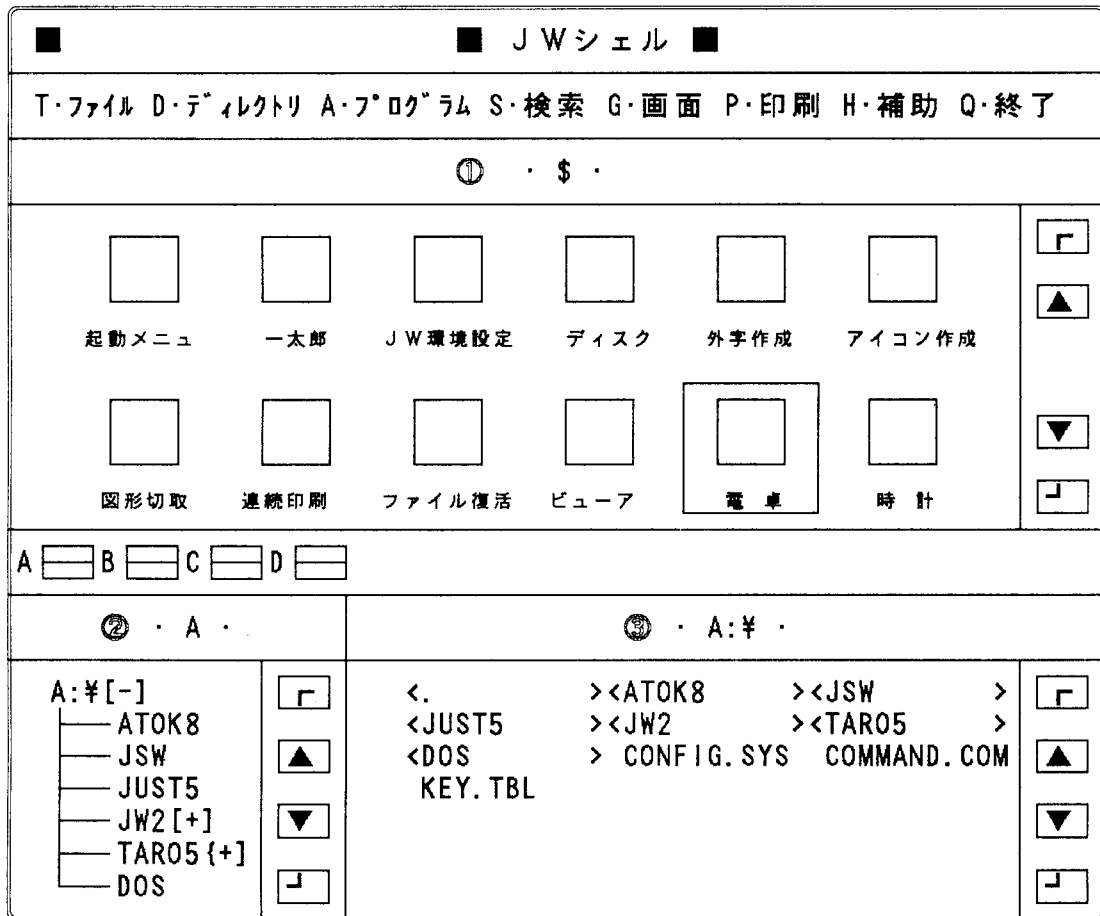 ■ ■ JWシェル ■
T・ファイル D・ディレクトリ A・プログラム S・検索 G・画面 P・印刷 H・補助 Q・終了
① ・ $ ・
起動メニュ 一太郎 JW環境設定 ディスク 外字作成 アイコン作成
図形切取 連続印刷 ファイル復活 ビューア 電卓 時計
A B C D
② ・ A ・
A:¥[-]
ATOK8
JSW
JUST5
JW2[+]
TARO5{+]
DOS
③ ・ A:¥ ・
<. ><ATOK8 ><JSW >
<JUST5 ><JW2 ><TARO5 >
<DOS > CONFIG.SYS COMMAND.COM
KEY.TBL